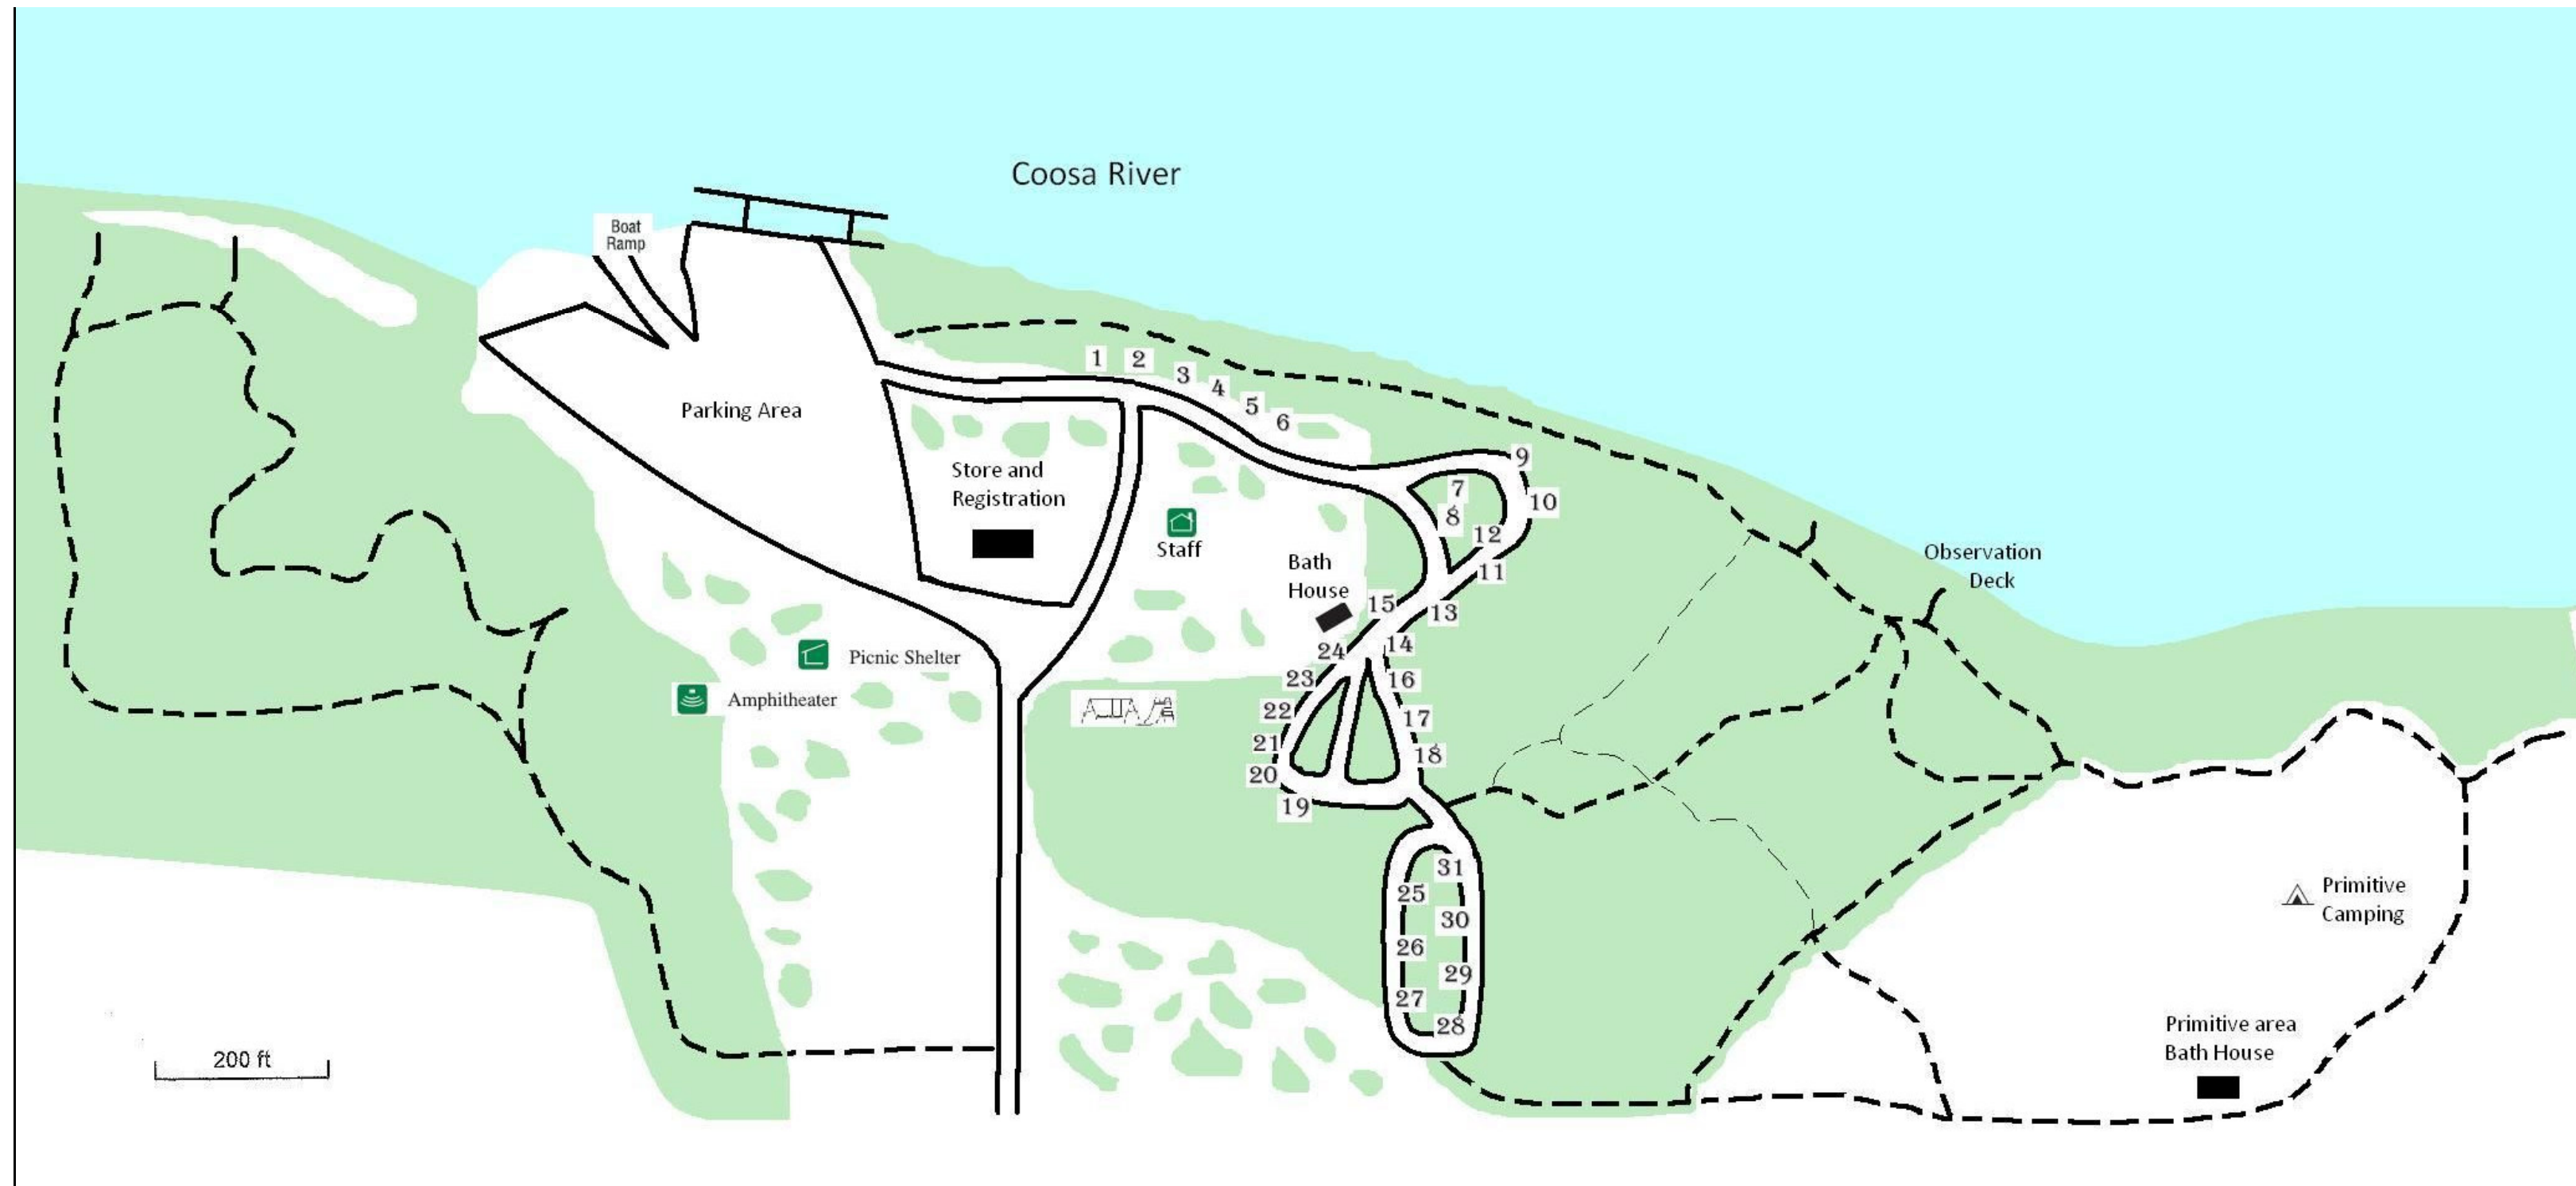 Coosa River
Boat
Ramp
1
2
3
4
5
6
Parking Area
Store and
Registration
Staff
Bath
House
7
8
9
10
11
12
13
14
15
16
17
18
19
20
21
22
23
24
Observation
Deck
Picnic Shelter
Amphitheater
25
26
27
28
29
30
31
Primitive
Camping
Primitive area
Bath House
200 ft